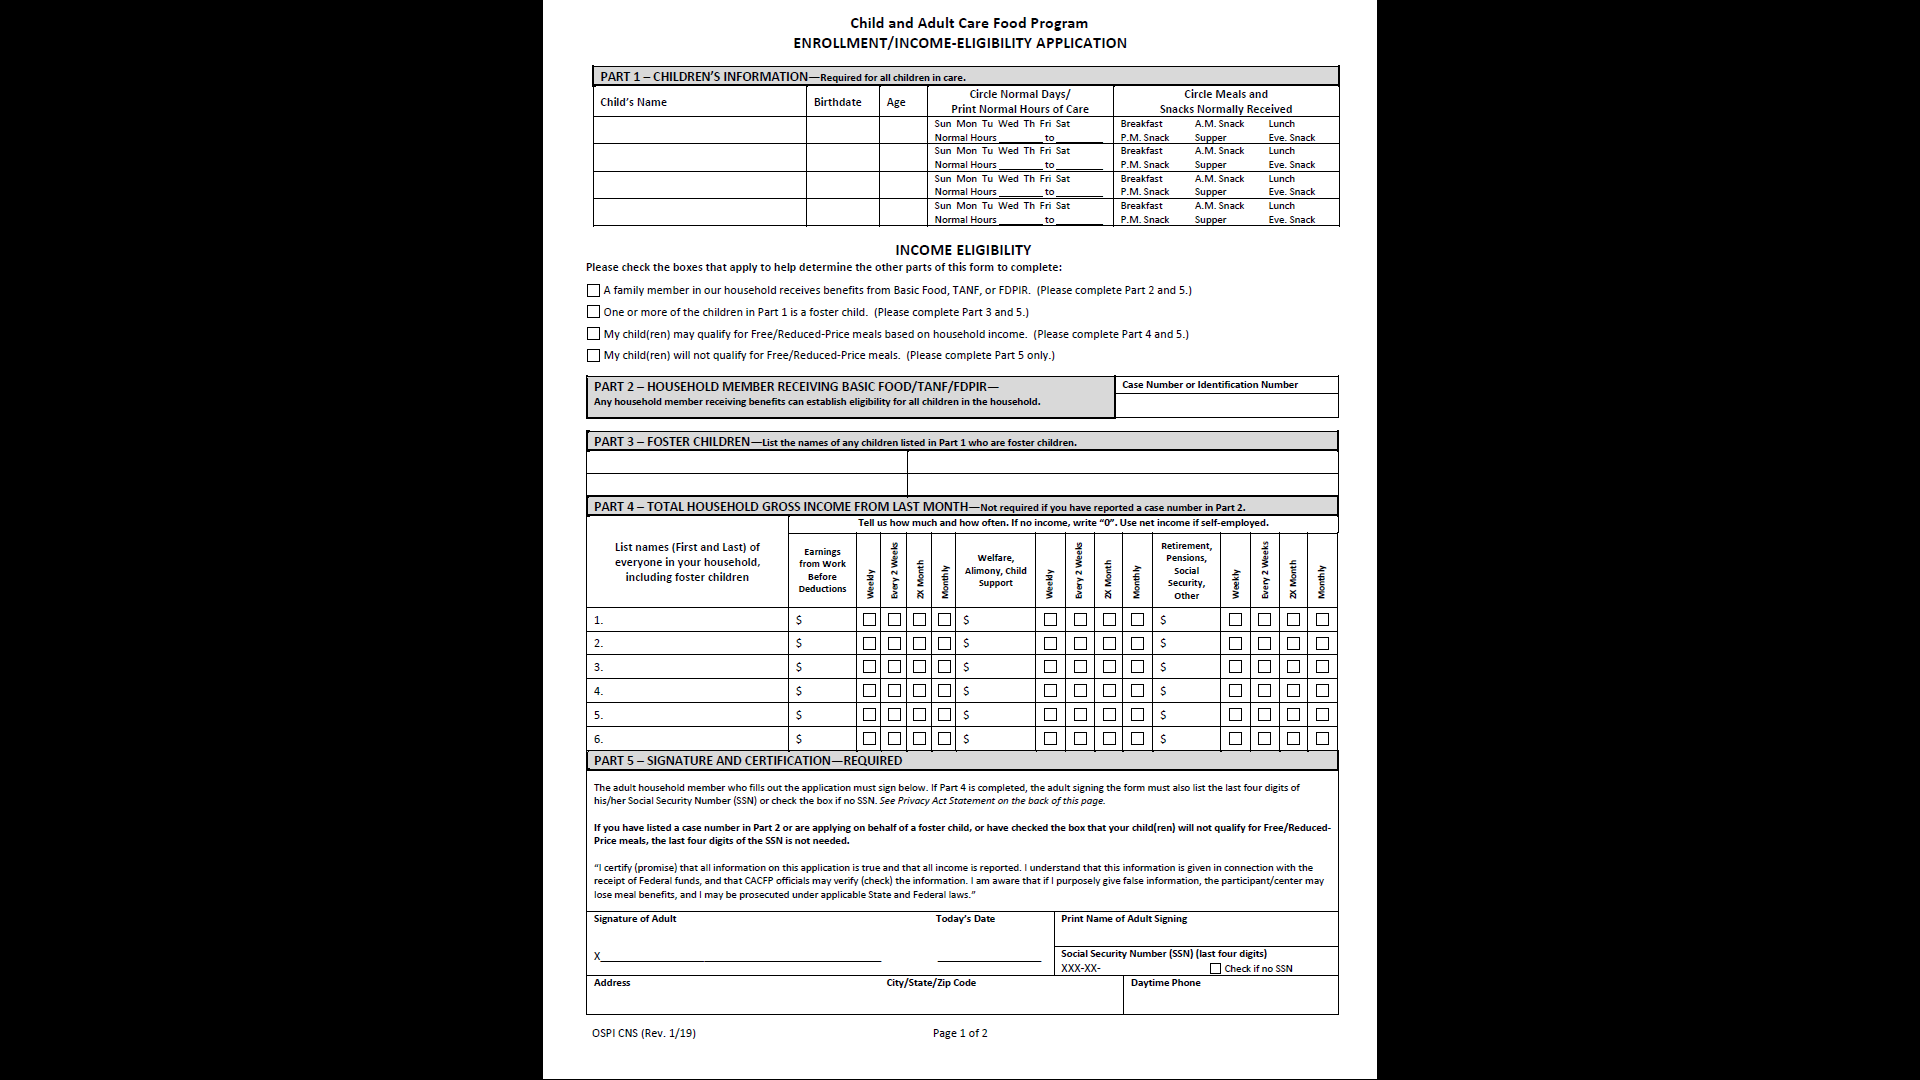 Child and Adult Care Food Program
ENROLLMENT/INCOME-ELIGIBILITY APPLICATION
PART 1 – CHILDREN'S INFORMATION—Required for all children in care.
Child's Name Birthdate Age Circle Normal Days/ Print Normal Hours of Care Circle Meals and Snacks Normally Received
Sun Mon Tu Wed Th Fri Sat Breakfast A.M. Snack Lunch
Normal Hours ________ to ________ P.M. Snack Supper Eve. Snack
Sun Mon Tu Wed Th Fri Sat Breakfast A.M. Snack Lunch
Normal Hours ________ to ________ P.M. Snack Supper Eve. Snack
Sun Mon Tu Wed Th Fri Sat Breakfast A.M. Snack Lunch
Normal Hours ________ to ________ P.M. Snack Supper Eve. Snack
Sun Mon Tu Wed Th Fri Sat Breakfast A.M. Snack Lunch
Normal Hours ________ to ________ P.M. Snack Supper Eve. Snack
INCOME ELIGIBILITY
Please check the boxes that apply to help determine the other parts of this form to complete:
A family member in our household receives benefits from Basic Food, TANF, or FDPIR. (Please complete Part 2 and 5.)
One or more of the children in Part 1 is a foster child. (Please complete Part 3 and 5.)
My child(ren) may qualify for Free/Reduced-Price meals based on household income. (Please complete Part 4 and 5.)
My child(ren) will not qualify for Free/Reduced-Price meals. (Please complete Part 5 only.)
PART 2 – HOUSEHOLD MEMBER RECEIVING BASIC FOOD/TANF/FDPIR—
Any household member receiving benefits can establish eligibility for all children in the household.
Case Number or Identification Number
PART 3 – FOSTER CHILDREN—List the names of any children listed in Part 1 who are foster children.
PART 4 – TOTAL HOUSEHOLD GROSS INCOME FROM LAST MONTH—Not required if you have reported a case number in Part 2.
Tell us how much and how often. If no income, write "0". Use net income if self-employed.
List names (First and Last) of
everyone in your household,
including foster children
Earnings
from Work
Before
Deductions
Weekly
Every 2 Weeks
2X Month
Monthly
Welfare,
Alimony, Child
Support
Weekly
Every 2 Weeks
2X Month
Monthly
Retirement,
Pensions,
Social
Security,
Other
Weekly
Every 2 Weeks
2X Month
Monthly
1. $ $ $
2. $ $ $
3. $ $ $
4. $ $ $
5. $ $ $
6. $ $ $
PART 5 – SIGNATURE AND CERTIFICATION—REQUIRED
The adult household member who fills out the application must sign below. If Part 4 is completed, the adult signing the form must also list the last four digits of
his/her Social Security Number (SSN) or check the box if no SSN. See Privacy Act Statement on the back of this page.
If you have listed a case number in Part 2 or are applying on behalf of a foster child, or have checked the box that your child(ren) will not qualify for Free/Reduced-
Price meals, the last four digits of the SSN is not needed.
"I certify (promise) that all information on this application is true and that all income is reported. I understand that this information is given in connection with the
receipt of Federal funds, and that CACFP officials may verify (check) the information. I am aware that if I purposely give false information, the participant/center may
lose meal benefits, and I may be prosecuted under applicable State and Federal laws."
Signature of Adult Today's Date Print Name of Adult Signing
X
Social Security Number (SSN) (last four digits)
XXX-XX- Check if no SSN
Address City/State/Zip Code Daytime Phone
OSPI CNS (Rev. 1/19) Page 1 of 2